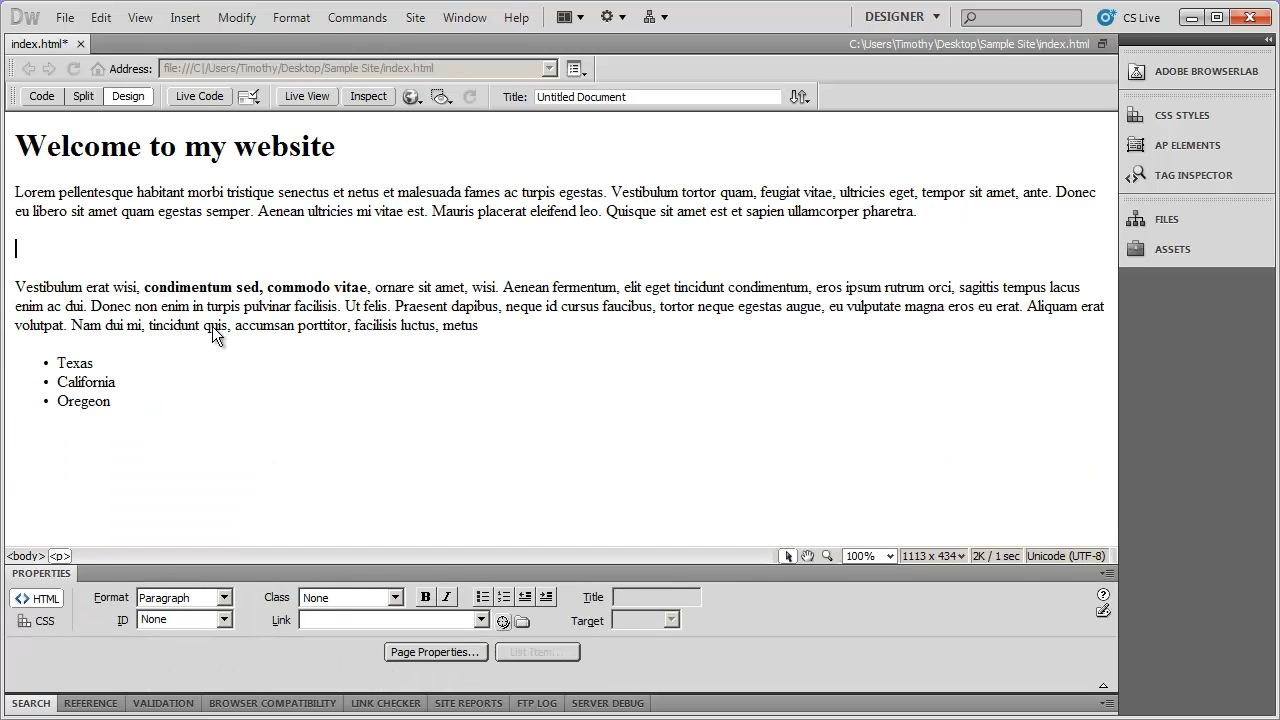 Dw File Edit View Insert Modify Format Commands Site Window Help DESIGNER CS Live
index.html* C:\Users\Timothy\Desktop\Sample Site\index.html
Address: file:///C|/Users/Timothy/Desktop/Sample Site/index.html
Code Split Design Live Code Live View Inspect Title: Untitled Document
ADOBE BROWSERLAB
CSS STYLES
AP ELEMENTS
TAG INSPECTOR
FILES
ASSETS
Welcome to my website
Lorem pellentesque habitant morbi tristique senectus et netus et malesuada fames ac turpis egestas. Vestibulum tortor quam, feugiat vitae, ultricies eget, tempor sit amet, ante. Donec
eu libero sit amet quam egestas semper. Aenean ultricies mi vitae est. Mauris placerat eleifend leo. Quisque sit amet est et sapien ullamcorper pharetra.
Vestibulum erat wisi, condimentum sed, commodo vitae, ornare sit amet, wisi. Aenean fermentum, elit eget tincidunt condimentum, eros ipsum rutrum orci, sagittis tempus lacus
enim ac dui. Donec non enim in turpis pulvinar facilisis. Ut felis. Praesent dapibus, neque id cursus faucibus, tortor neque egestas augue, eu vulputate magna eros eu erat. Aliquam erat
volutpat. Nam dui mi, tincidunt quis, accumsan porttitor, facilisis luctus, metus
• Texas
• California
• Oregeon
<body> <p> 100% 1113 x 434 2K / 1 sec Unicode (UTF-8)
PROPERTIES
<> HTML Format Paragraph Class None B I Title
CSS ID None Link Target
Page Properties... List Item...
SEARCH REFERENCE VALIDATION BROWSER COMPATIBILITY LINK CHECKER SITE REPORTS FTP LOG SERVER DEBUG